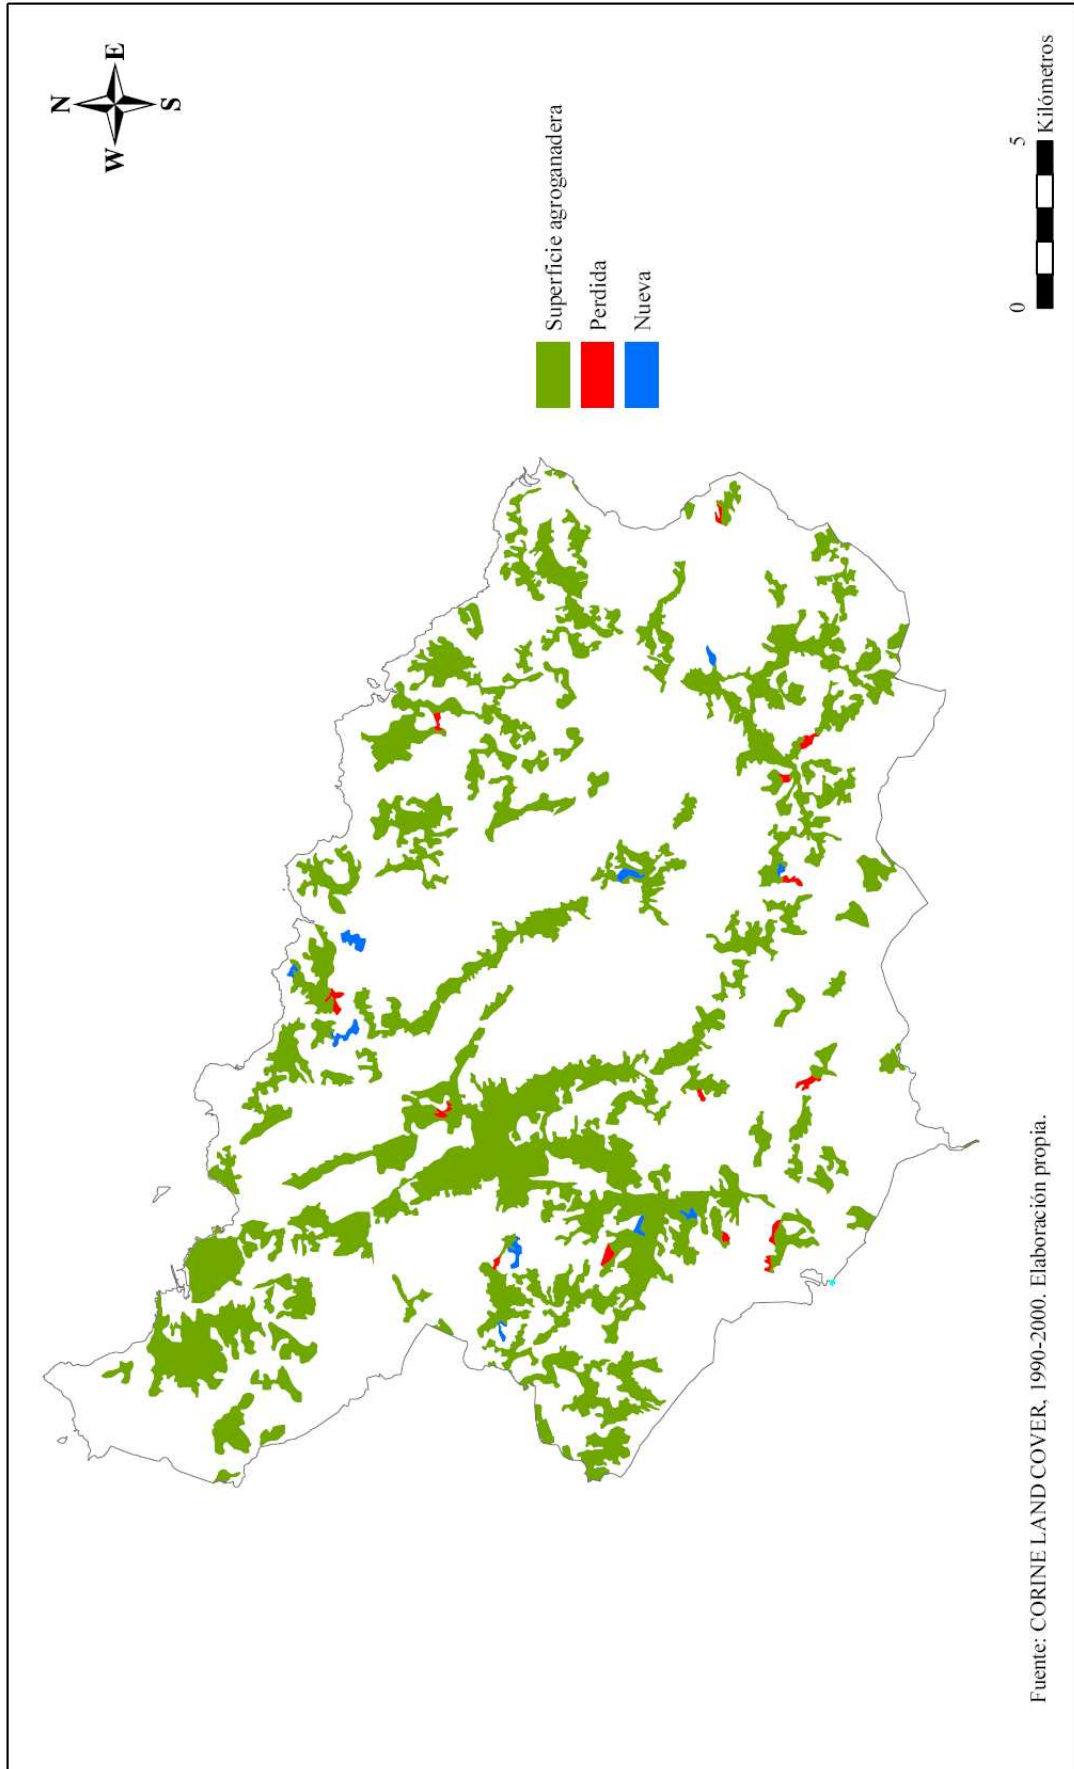 N
W E
S
Superficie agroganadera
Perdida
Nueva
0 5 Kilómetros
Fuente: CORINE LAND COVER, 1990-2000. Elaboración propia.